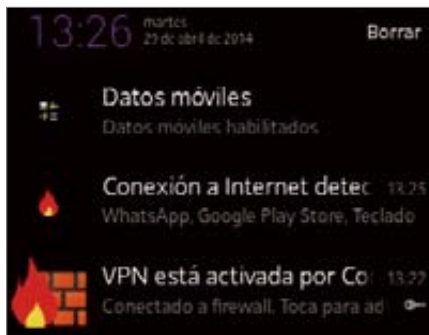 13:26
martes
29 de abril de 2014
Borrar
Datos móviles
Datos móviles habilitados
Conexión a Internet detec 13:25
WhatsApp, Google Play Store, Teclado
VPN está activada por Co 13:22
Conectado a firewall. Toca para ad